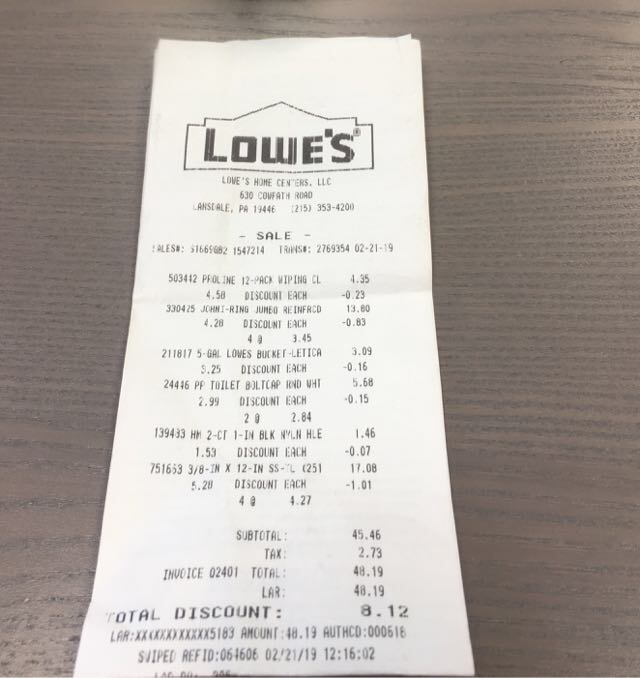 LOWE'S®
LOWE'S HOME CENTERS, LLC
630 COWPATH ROAD
LANSDALE, PA 19446 (215) 353-4200
- SALE -
SALES#: 1547214 TRANS#: 2769354 02-21-19
503442 PROLINE 12-PACK WIPING CL 4.35
4.58 DISCOUNT EACH -0.23
330425 JOHNI-RING JUMBO REINFRCD 13.80
4.28 DISCOUNT EACH -0.83
4 @ 3.45
211817 5-GAL LOWES BUCKET-LETICA 3.09
3.25 DISCOUNT EACH -0.16
24446 PP TOILET BOLTCAP RND WHT 5.68
2.99 DISCOUNT EACH -0.15
2 @ 2.84
139433 HM 2-CT 1-IN BLK NYLN HLE 1.46
1.53 DISCOUNT EACH -0.07
751653 3/8-IN X 12-IN SS-TL (251 17.08
5.28 DISCOUNT EACH -1.01
4 @ 4.27
SUBTOTAL: 45.46
TAX: 2.73
INVOICE 02401 TOTAL: 48.19
LAR: 48.19
TOTAL DISCOUNT: 8.12
LAR:XXXXXXXXXXXX5183 AMOUNT:48.19 AUTHCD:000616
SWIPED REFID:064606 02/21/19 12:16:02